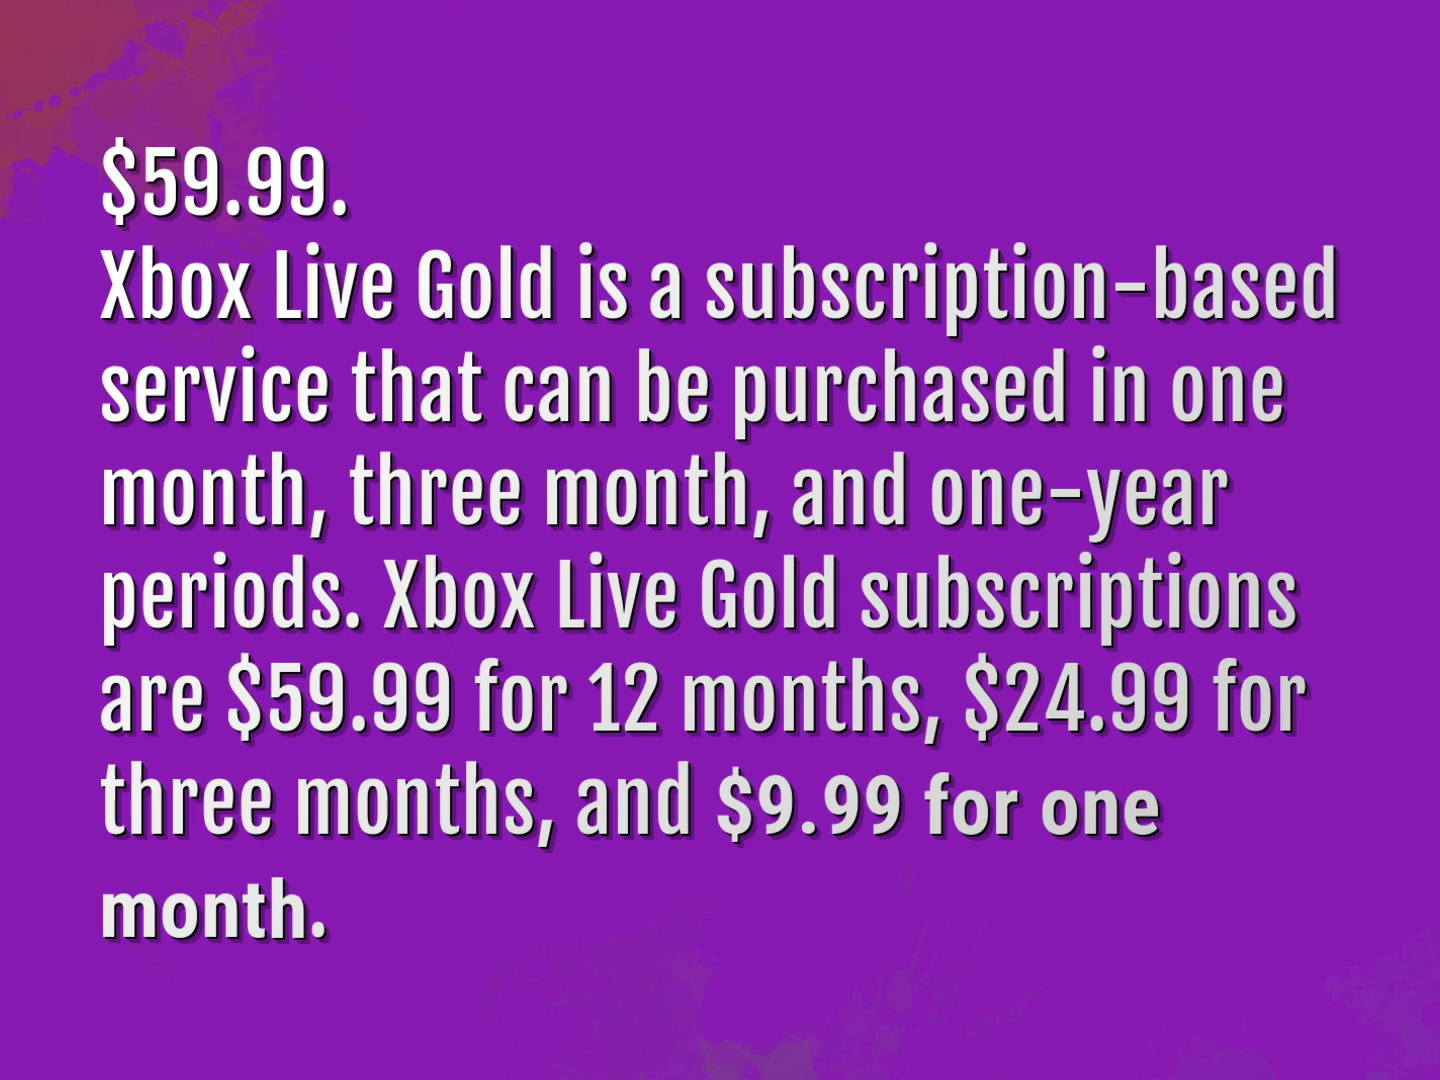 $59.99.
Xbox Live Gold is a subscription-based
service that can be purchased in one
month, three month, and one-year
periods. Xbox Live Gold subscriptions
are $59.99 for 12 months, $24.99 for
three months, and $9.99 for one
month.